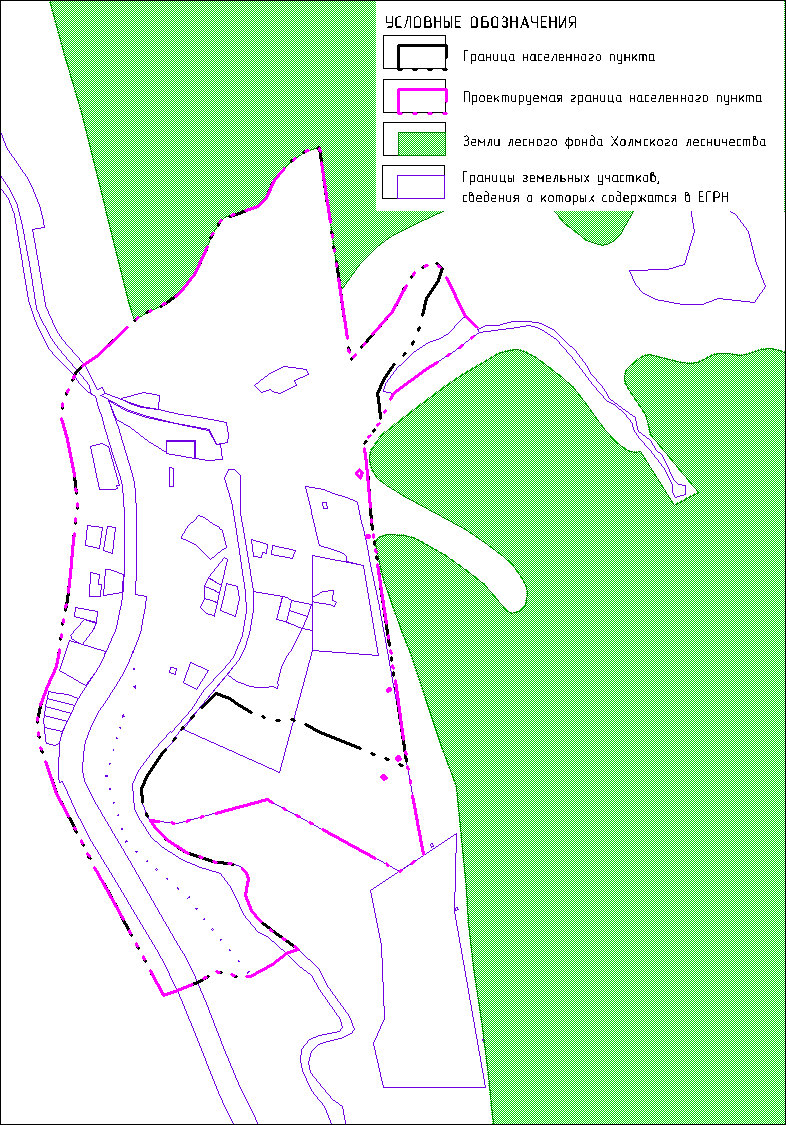 УСЛОВНЫЕ ОБОЗНАЧЕНИЯ
Граница населенного пункта
Проектируемая граница населенного пункта
Земли лесного фонда Холмского лесничества
Границы земельных участков,
сведения о которых содержатся в ЕГРН